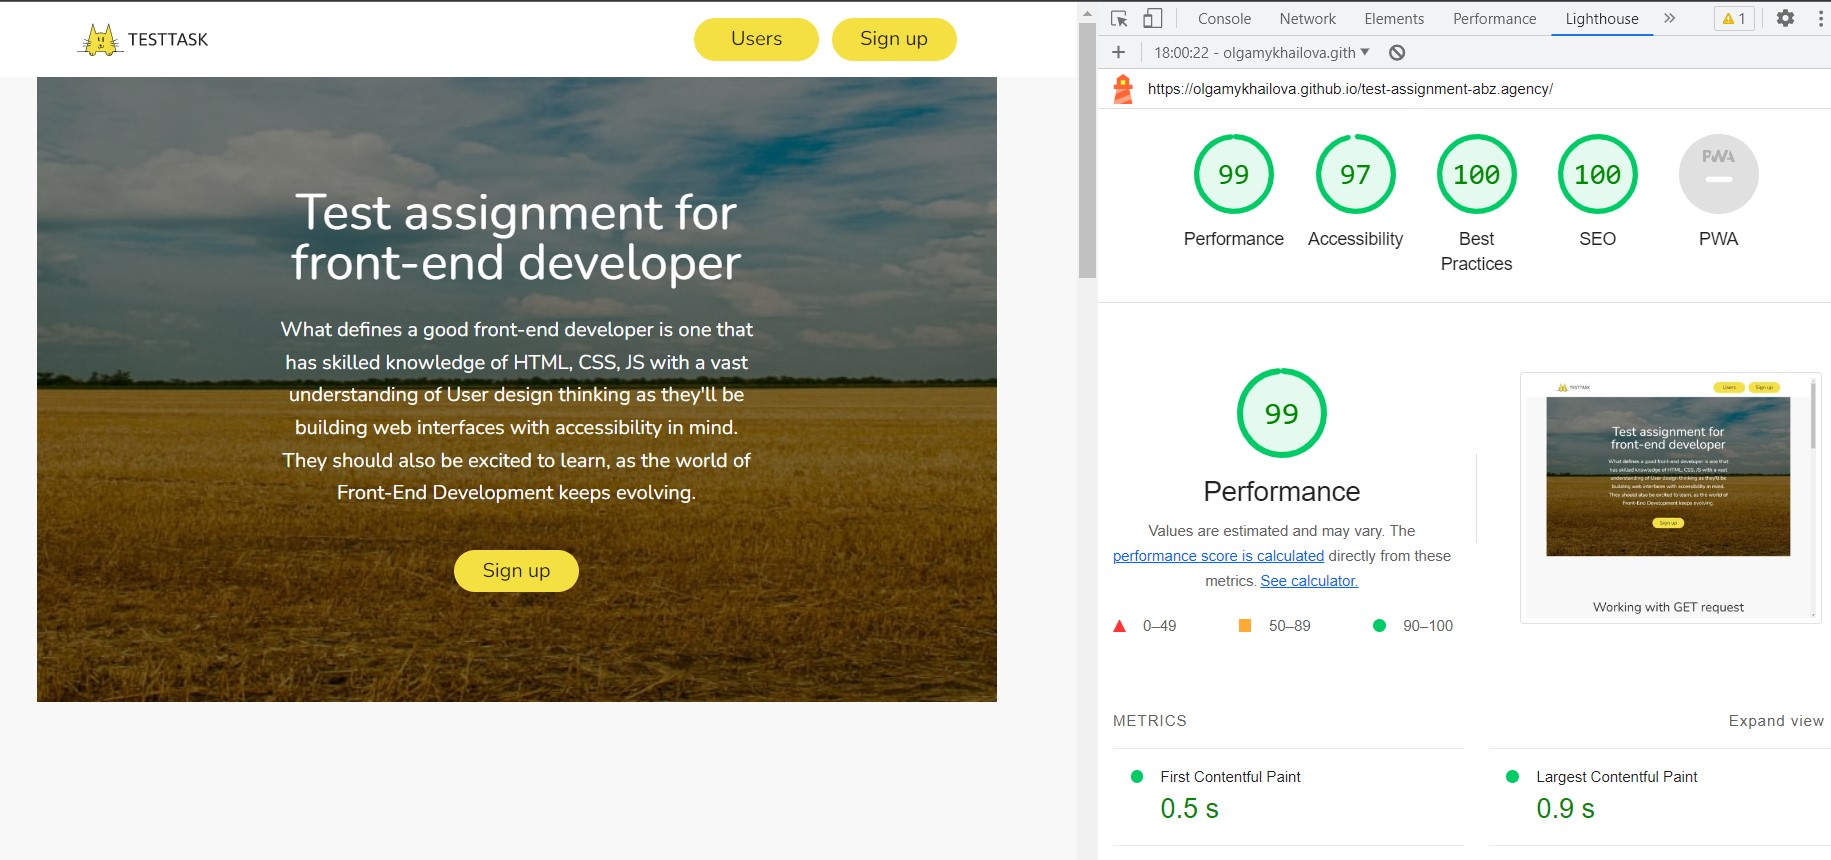 TESTTASK
Users
Sign up
Test assignment for
front-end developer
What defines a good front-end developer is one that
has skilled knowledge of HTML, CSS, JS with a vast
understanding of User design thinking as they'll be
building web interfaces with accessibility in mind.
They should also be excited to learn, as the world of
Front-End Development keeps evolving.
Sign up
Console
Network
Elements
Performance
Lighthouse
1
18:00:22 - olgamykhailova.gith
https://olgamykhailova.github.io/test-assignment-abz.agency/
99
97
100
100
PWA
Performance
Accessibility
Best
Practices
SEO
PWA
99
Performance
Values are estimated and may vary. The
performance score is calculated directly from these
metrics. See calculator.
0–49
50–89
90–100
TESTTASK
Users
Sign up
Test assignment for
front-end developer
What defines a good front-end developer is one that
has skilled knowledge of HTML, CSS, JS with a vast
understanding of User design thinking as they'll be
building web interfaces with accessibility in mind.
They should also be excited to learn, as the world of
Front-End Development keeps evolving.
Sign up
Working with GET request
METRICS
Expand view
First Contentful Paint
0.5 s
Largest Contentful Paint
0.9 s